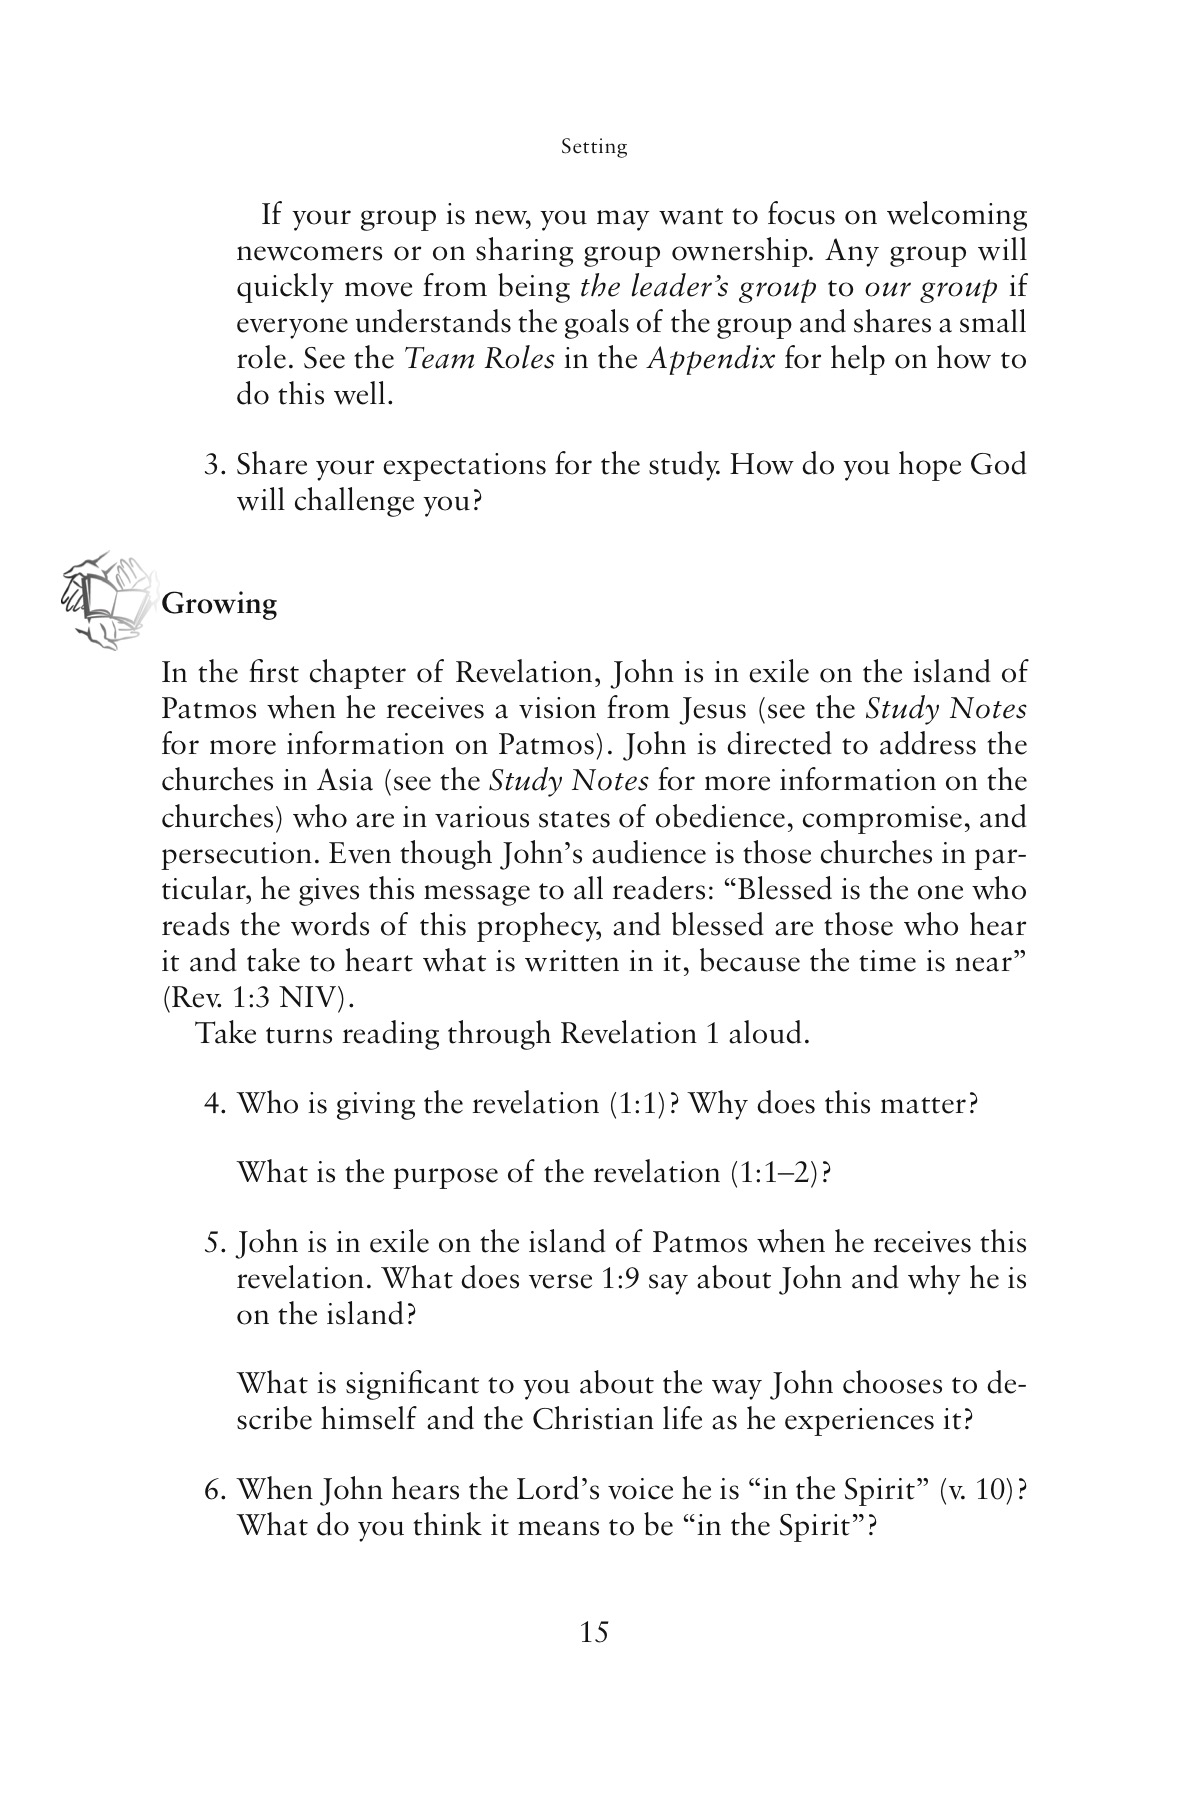 Setting
If your group is new, you may want to focus on welcoming
newcomers or on sharing group ownership. Any group will
quickly move from being the leader’s group to our group if
everyone understands the goals of the group and shares a small
role. See the Team Roles in the Appendix for help on how to
do this well.
3. Share your expectations for the study. How do you hope God
will challenge you?
Growing
In the first chapter of Revelation, John is in exile on the island of
Patmos when he receives a vision from Jesus (see the Study Notes
for more information on Patmos). John is directed to address the
churches in Asia (see the Study Notes for more information on the
churches) who are in various states of obedience, compromise, and
persecution. Even though John’s audience is those churches in par-
ticular, he gives this message to all readers: “Blessed is the one who
reads the words of this prophecy, and blessed are those who hear
it and take to heart what is written in it, because the time is near”
(Rev. 1:3 NIV).
Take turns reading through Revelation 1 aloud.
4. Who is giving the revelation (1:1)? Why does this matter?
What is the purpose of the revelation (1:1–2)?
5. John is in exile on the island of Patmos when he receives this
revelation. What does verse 1:9 say about John and why he is
on the island?
What is significant to you about the way John chooses to de-
scribe himself and the Christian life as he experiences it?
6. When John hears the Lord’s voice he is “in the Spirit” (v. 10)?
What do you think it means to be “in the Spirit”?
15